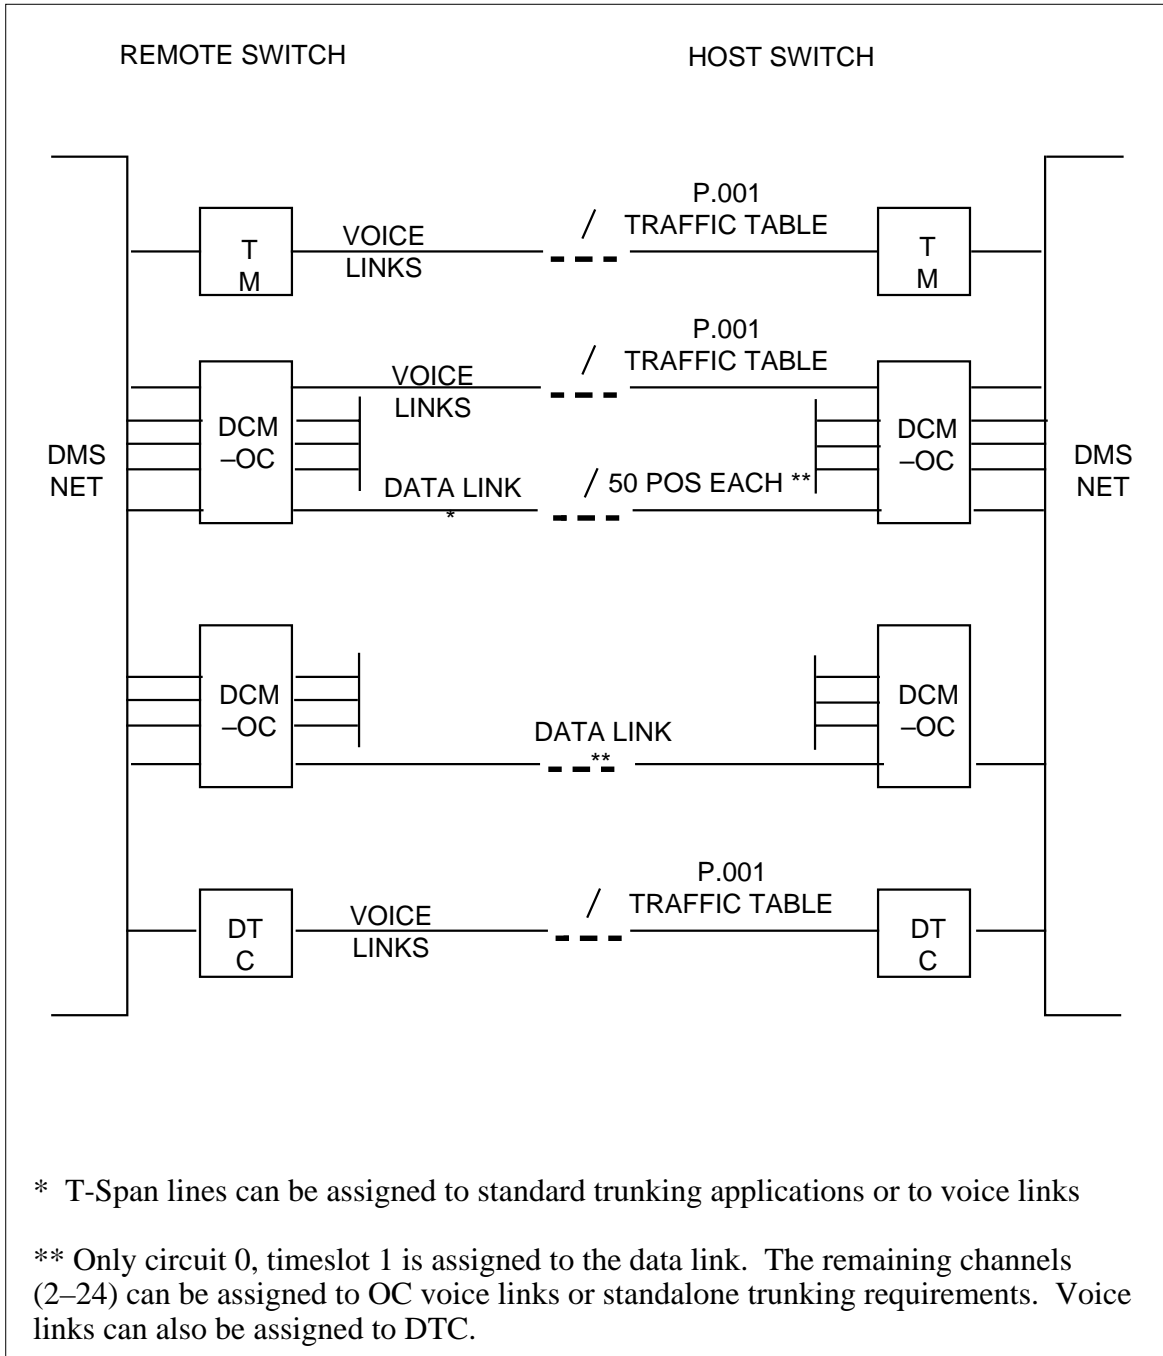 REMOTE SWITCH
HOST SWITCH
P.001
TRAFFIC TABLE
T
M
VOICE
LINKS
/
T
M
P.001
TRAFFIC TABLE
VOICE
LINKS
/
DCM
–OC
DCM
–OC
DMS
NET
DMS
NET
DATA LINK
*
/
50 POS EACH **
DCM
–OC
DCM
–OC
DATA LINK
**
P.001
TRAFFIC TABLE
DT
C
VOICE
LINKS
/
DT
C
* T-Span lines can be assigned to standard trunking applications or to voice links
** Only circuit 0, timeslot 1 is assigned to the data link. The remaining channels
(2–24) can be assigned to OC voice links or standalone trunking requirements. Voice
links can also be assigned to DTC.